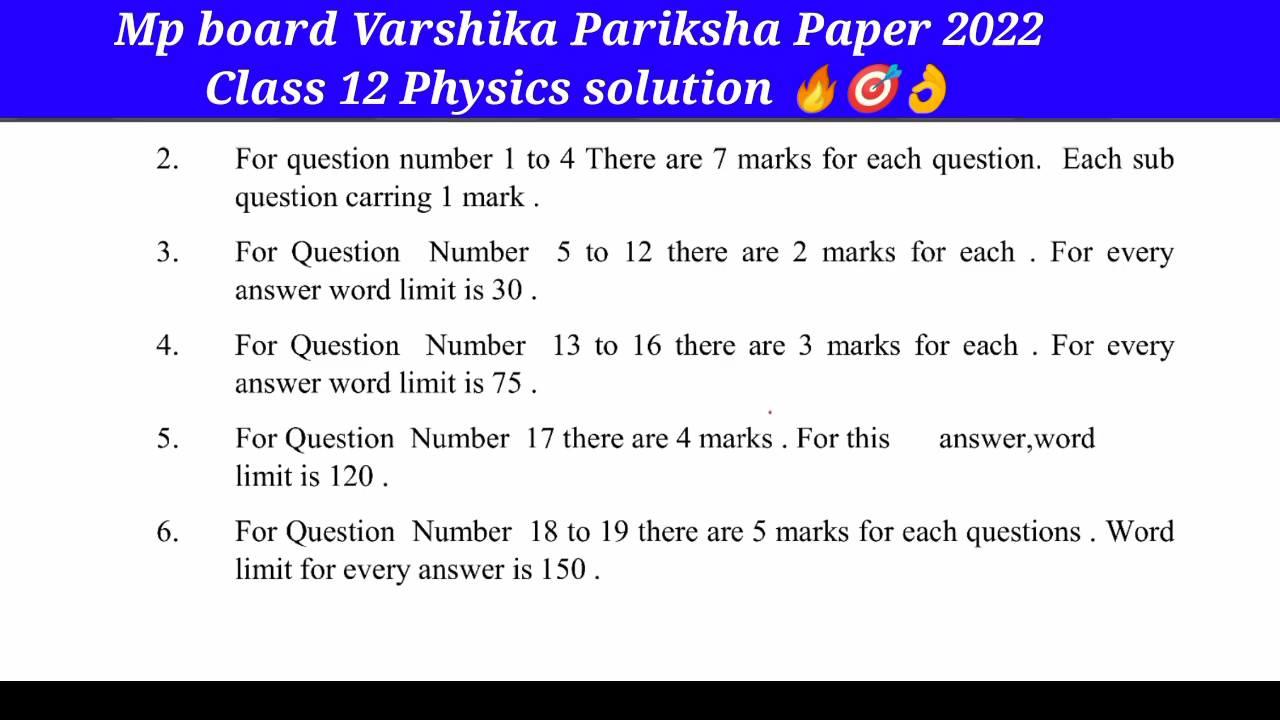 Mp board Varshika Pariksha Paper 2022
Class 12 Physics solution 🔥🎯👌
2. For question number 1 to 4 There are 7 marks for each question. Each sub
question carring 1 mark .
3. For Question Number 5 to 12 there are 2 marks for each . For every
answer word limit is 30 .
4. For Question Number 13 to 16 there are 3 marks for each . For every
answer word limit is 75 .
5. For Question Number 17 there are 4 marks . For this answer,word
limit is 120 .
6. For Question Number 18 to 19 there are 5 marks for each questions . Word
limit for every answer is 150 .